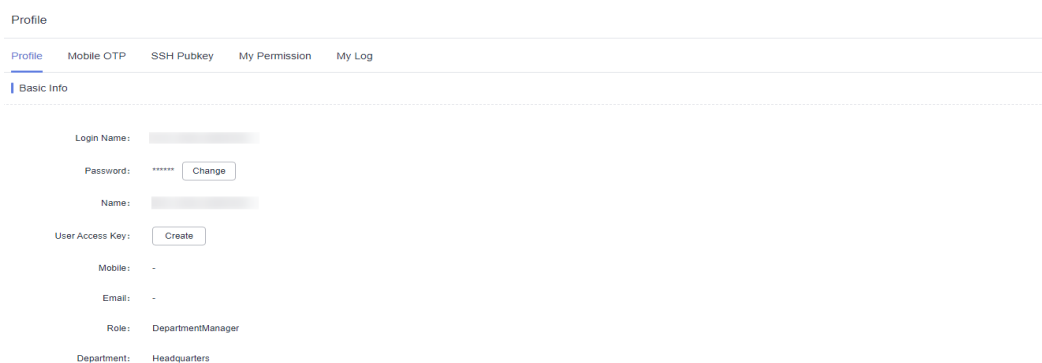 Profile
Profile Mobile OTP SSH Pubkey My Permission My Log
Basic Info
Login Name:
Password: ****** Change
Name:
User Access Key: Create
Mobile: -
Email: -
Role: DepartmentManager
Department: Headquarters